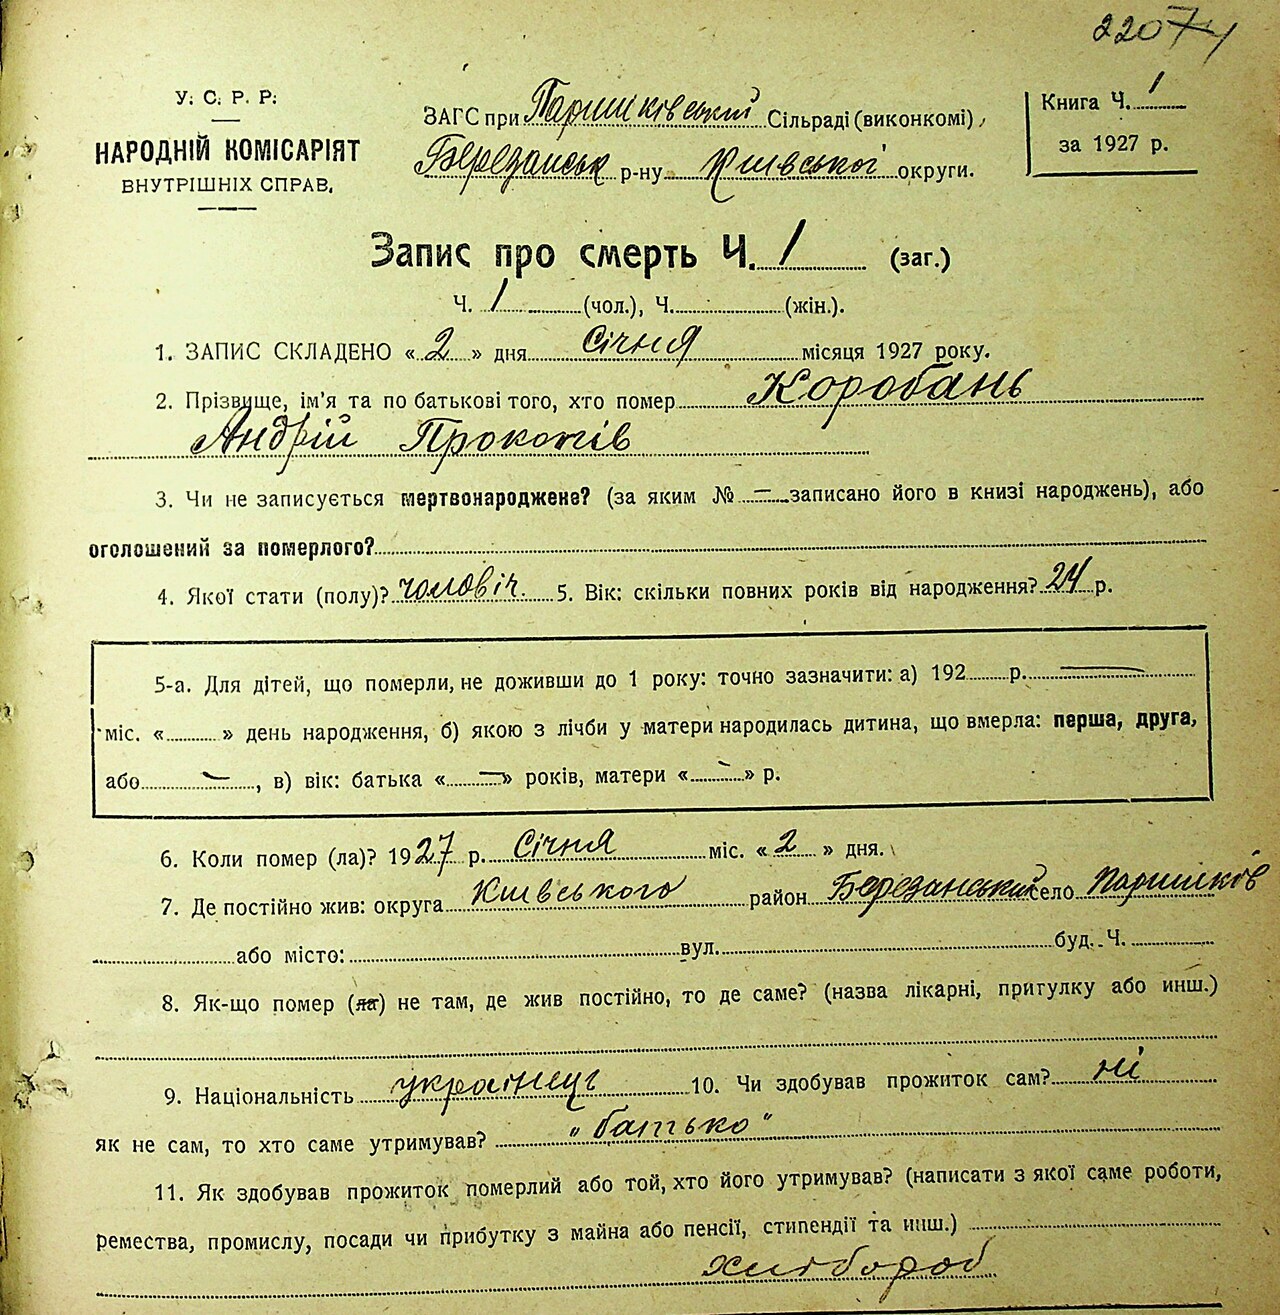 22074
У. С. Р. Р.
НАРОДНІЙ КОМІСАРІЯТ
ВНУТРІШНІХ СПРАВ.
ЗАГС при Паришківський Сільраді (виконкомі),
Березанськ р-ну Київської округи.
Книга Ч. 1
за 1927 р.
Запис про смерть Ч. 1 (заг.)
Ч. 1 (чол.), Ч. (жін.).
1. ЗАПИС СКЛАДЕНО « 2 » дня Січня місяця 1927 року.
2. Прізвище, ім'я та по батькові того, хто помер Коробань
Андрій Прокопів
3. Чи не записується мертвонароджене? (за яким № — записано його в книзі народжень), або
оголошений за померлого?
4. Якої стати (полу)? чоловіч. 5. Вік: скільки повних років від народження? 24 р.
5-а. Для дітей, що померли, не доживши до 1 року: точно зазначити: а) 192 р. —
міс. « » день народження, б) якою з лічби у матери народилась дитина, що вмерла: перша, друга,
або —, в) вік: батька « — » років, матери « — » р.
6. Коли помер (ла)? 1927 р. Січня міс. « 2 » дня.
7. Де постійно жив: округа Київського район Березанський село Паришків
або місто: вул. буд. Ч.
8. Як-що помер (ла) не там, де жив постійно, то де саме? (назва лікарні, притулку або инш.)
9. Національність українец 10. Чи здобував прожиток сам? ні
як не сам, то хто саме утримував? „батько"
11. Як здобував прожиток померлий або той, хто його утримував? (написати з якої саме роботи,
ремества, промислу, посади чи прибутку з майна або пенсії, стипендії та инш.)
хлібороб